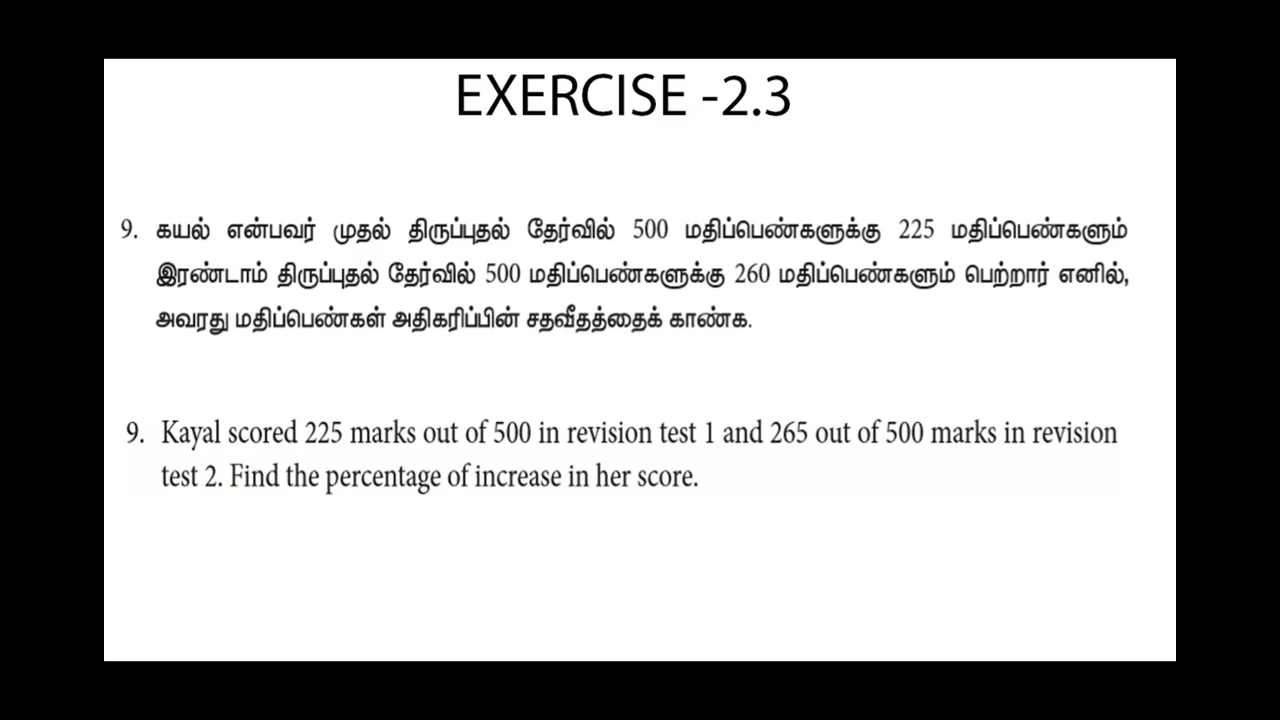 EXERCISE -2.3
9. கயல் என்பவர் முதல் திருப்புதல் தேர்வில் 500 மதிப்பெண்களுக்கு 225 மதிப்பெண்களும்
இரண்டாம் திருப்புதல் தேர்வில் 500 மதிப்பெண்களுக்கு 260 மதிப்பெண்களும் பெற்றார் எனில்,
அவரது மதிப்பெண்கள் அதிகரிப்பின் சதவீதத்தைக் காண்க.
9. Kayal scored 225 marks out of 500 in revision test 1 and 265 out of 500 marks in revision
test 2. Find the percentage of increase in her score.